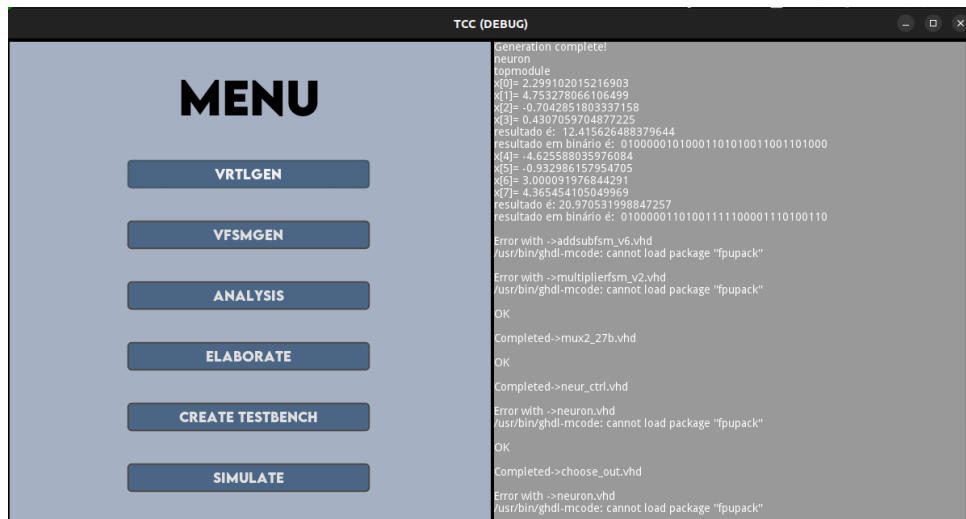 TCC (DEBUG)
MENU
VRTLGEN
VFSMGEN
ANALYSIS
ELABORATE
CREATE TESTBENCH
SIMULATE
Generation complete!
neuron
topmodule
x[0]= 2.299102015216903
x[1]= 4.753278066106499
x[2]= -0.7042851803337158
x[3]= 0.4307059704877225
resultado é:  12.415626488379644
resultado em binário é:  010000010100011010100110011010​00
x[4]= -4.625588035976084
x[5]= -0.932986157954705
x[6]= 3.000091976844291
x[7]= 4.365454105049969
resultado é: 20.970531998847257
resultado em binário é:  010000011010011111000011101001​10
Error with ->addsubfsm_v6.vhd
/usr/bin/ghdl-mcode: cannot load package "fpupack"
Error with ->multiplierfsm_v2.vhd
/usr/bin/ghdl-mcode: cannot load package "fpupack"
OK
Completed->mux2_27b.vhd
OK
Completed->neur_ctrl.vhd
Error with ->neuron.vhd
/usr/bin/ghdl-mcode: cannot load package "fpupack"
OK
Completed->choose_out.vhd
Error with ->neuron.vhd
/usr/bin/ghdl-mcode: cannot load package "fpupack"